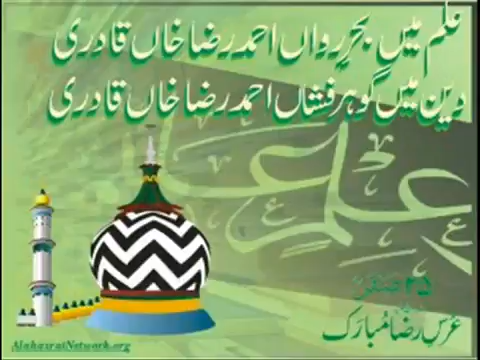 علم میں بحرِ رواں احمد رضا خاں قادری
دین میں گوہر فشاں احمد رضا خاں قادری
۲۵ صفر
عرس رضا مُبارک
AlahazratNetwork.org